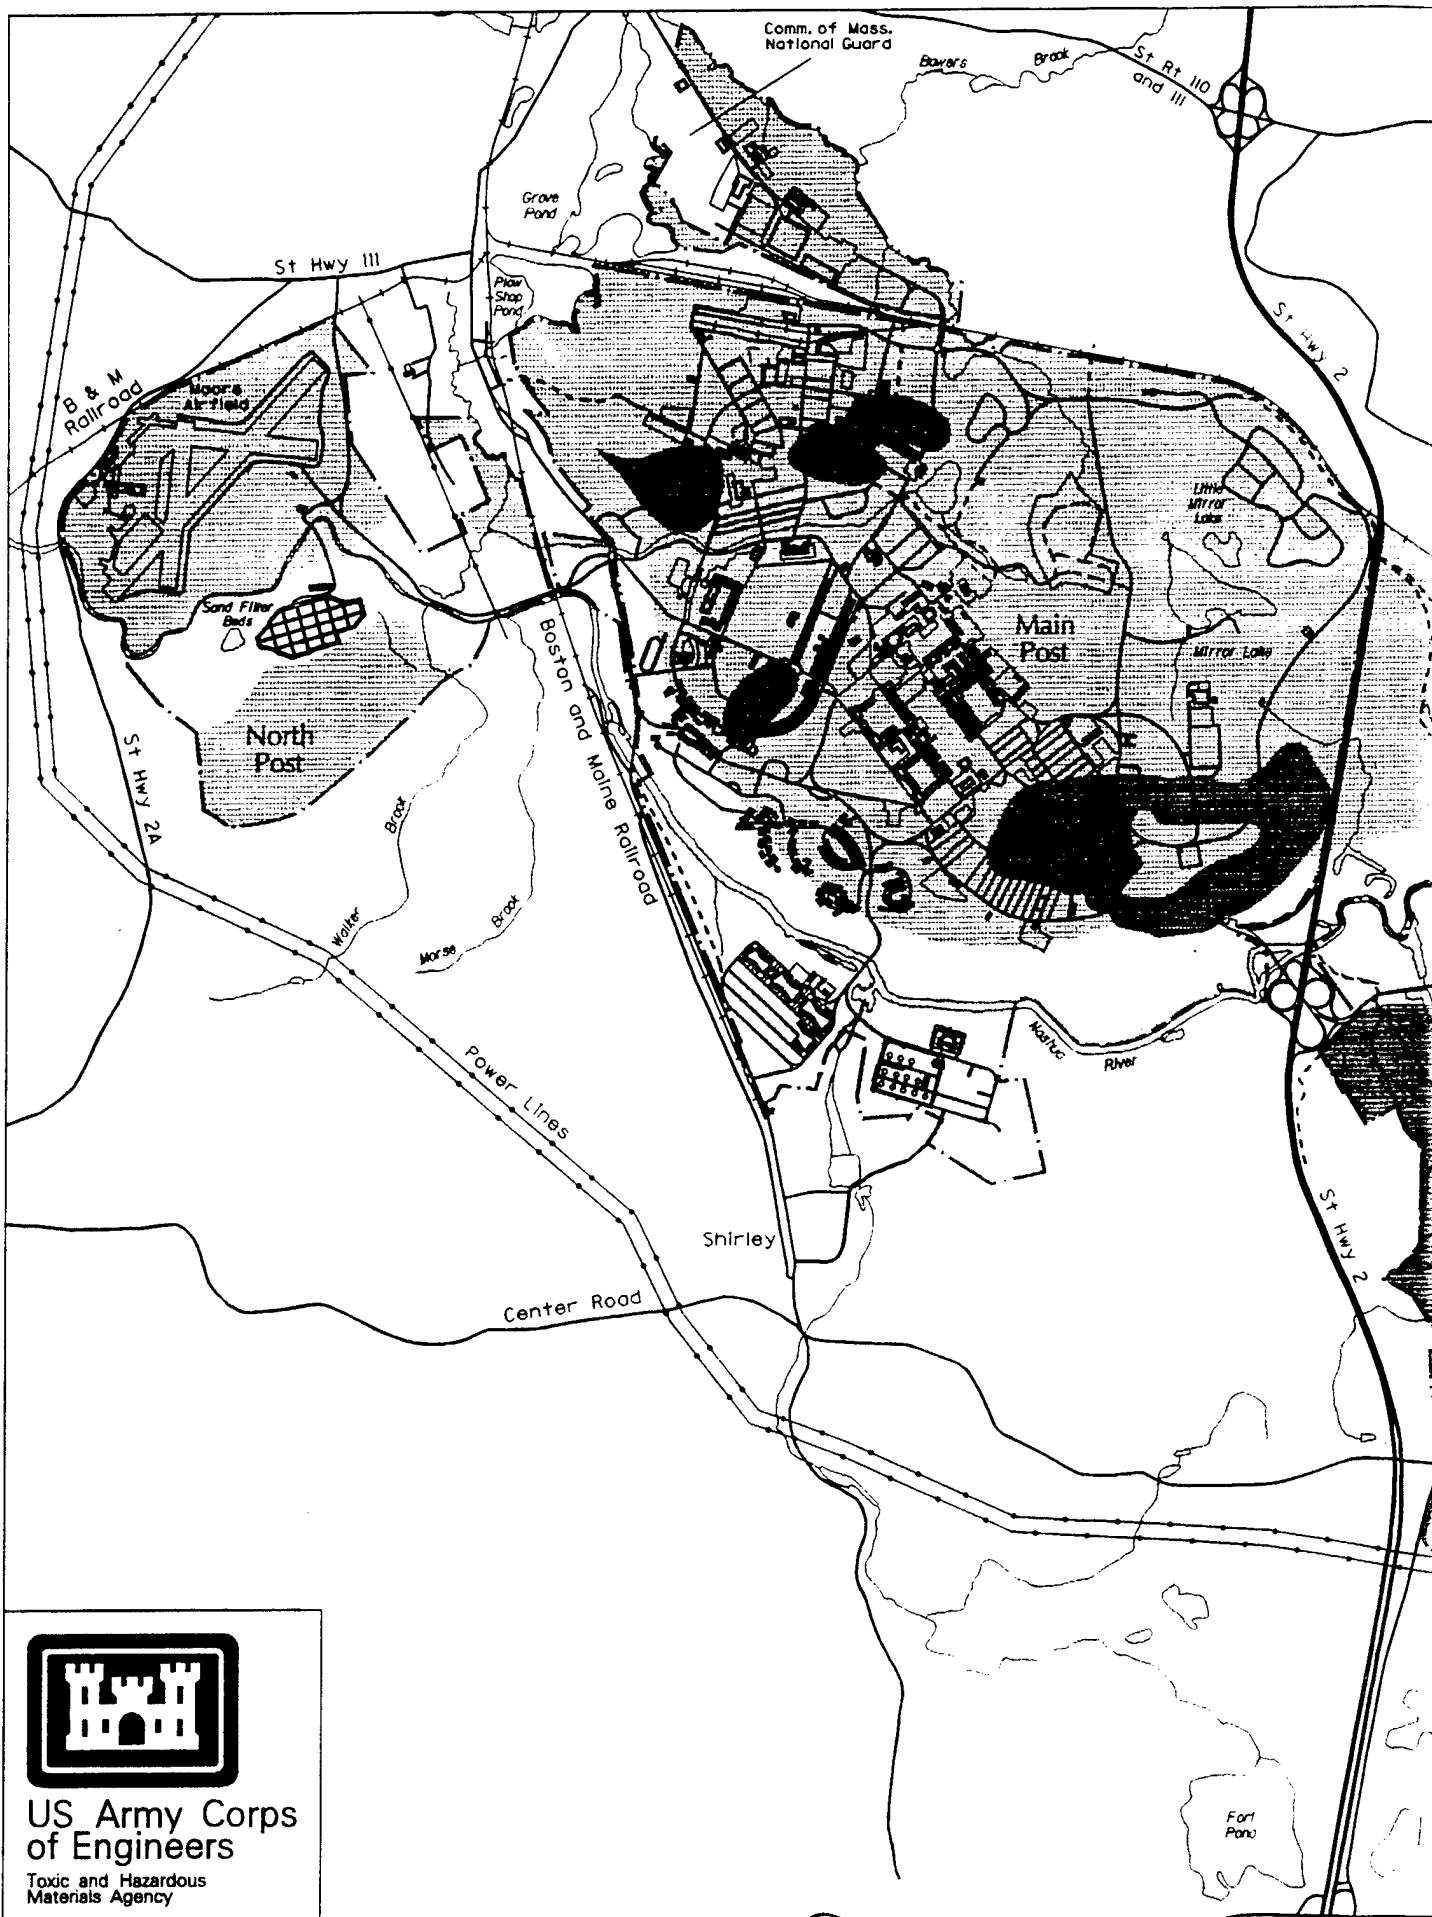 Comm. of Mass.
National Guard
Bowers Brook
St Rt 110
and 111
Grove
Pond
St Hwy 111
Plow
Shop
Pond
St Hwy 2
B & M
Railroad
Moore
Airfield
Little
Mirror
Lake
Sand Filter
Beds
Main
Post
Mirror Lake
North
Post
Boston and Maine Railroad
St Hwy 2A
Walker Brook
Morse Brook
Nashua River
Power Lines
Shirley
St Hwy 2
Center Road
Fort
Pond
US Army Corps
of Engineers
Toxic and Hazardous
Materials Agency